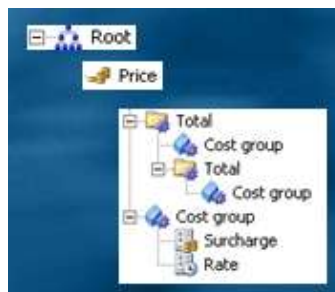 Root
Price
Total
Cost group
Total
Cost group
Cost group
Surcharge
Rate